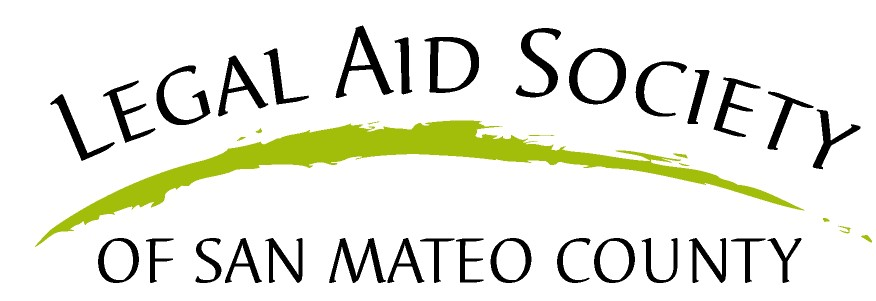 LEGAL AID SOCIETY
OF SAN MATEO COUNTY